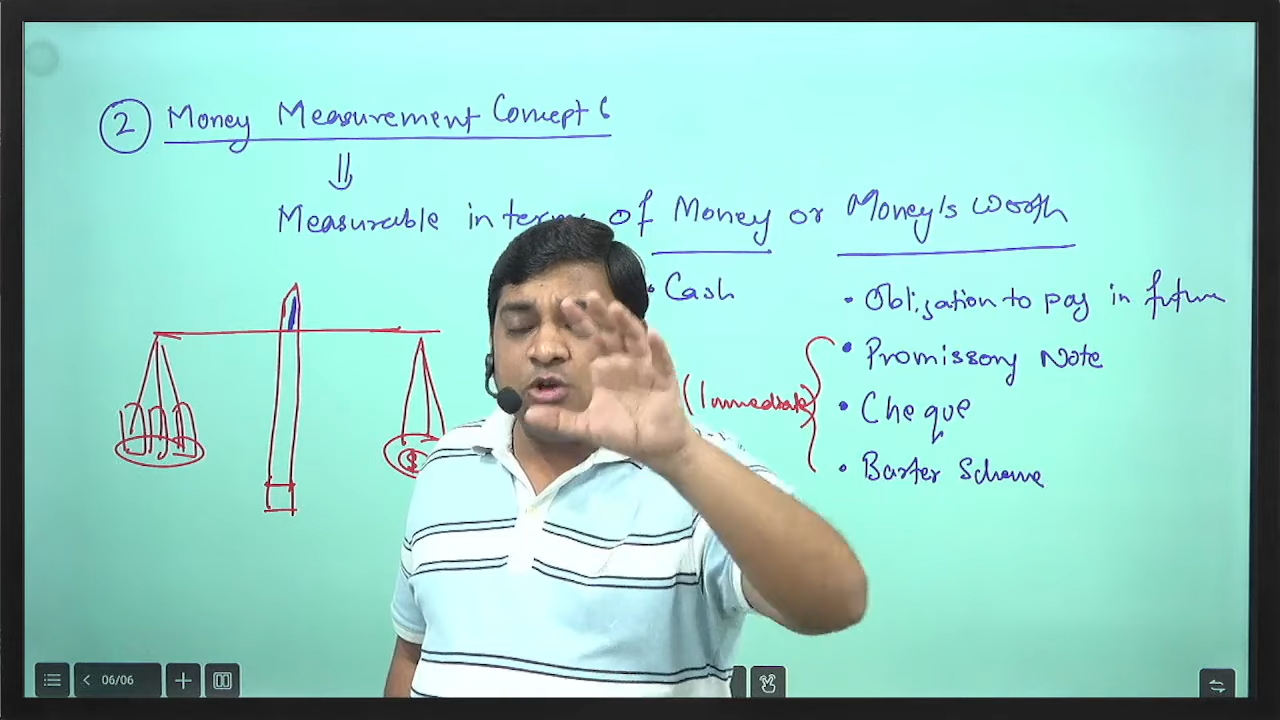 2 Money Measurement Concept :
Measurable in terms of Money or Money's worth
• Cash
• Obligation to pay in future
(Immediate)
• Promissory Note
• Cheque
• Barter Scheme
$
06/06